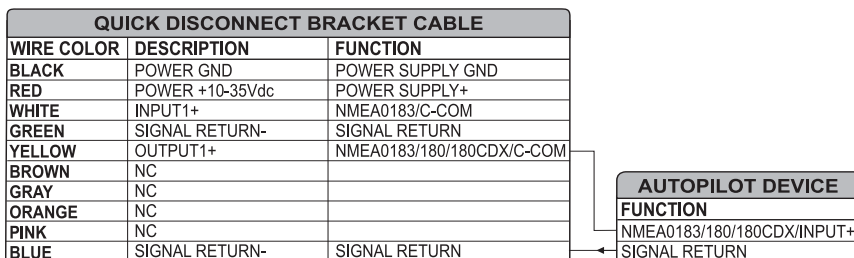 QUICK DISCONNECT BRACKET CABLE
WIRE COLOR DESCRIPTION FUNCTION
BLACK POWER GND POWER SUPPLY GND
RED POWER +10-35Vdc POWER SUPPLY+
WHITE INPUT1+ NMEA0183/C-COM
GREEN SIGNAL RETURN- SIGNAL RETURN
YELLOW OUTPUT1+ NMEA0183/180/180CDX/C-COM
BROWN NC
GRAY NC
ORANGE NC
PINK NC
BLUE SIGNAL RETURN- SIGNAL RETURN
AUTOPILOT DEVICE
FUNCTION
NMEA0183/180/180CDX/INPUT+
SIGNAL RETURN